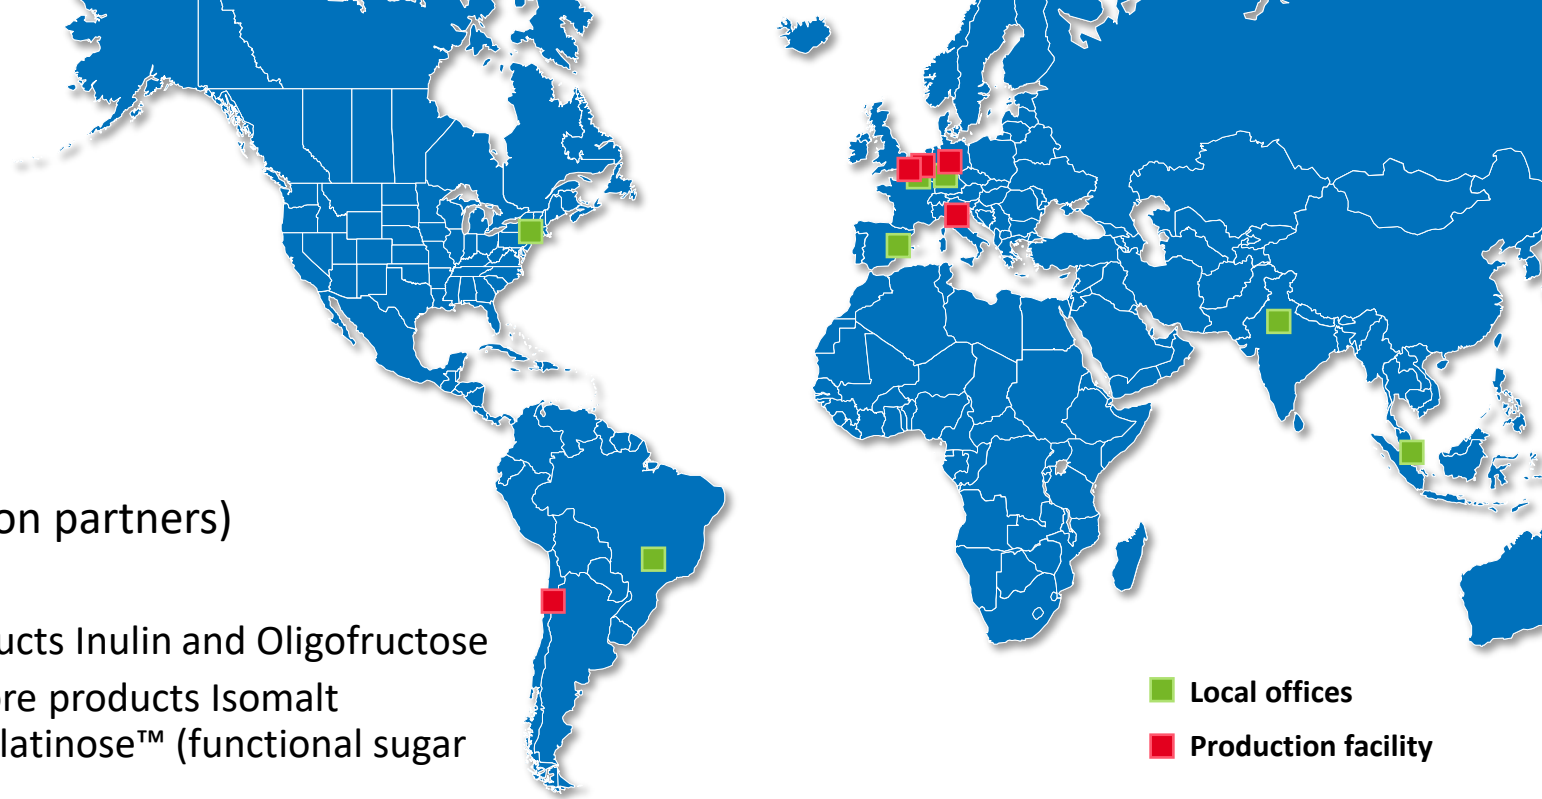 on partners)
ucts Inulin and Oligofructose
re products Isomalt
latinose™ (functional sugar
Local offices
Production facility